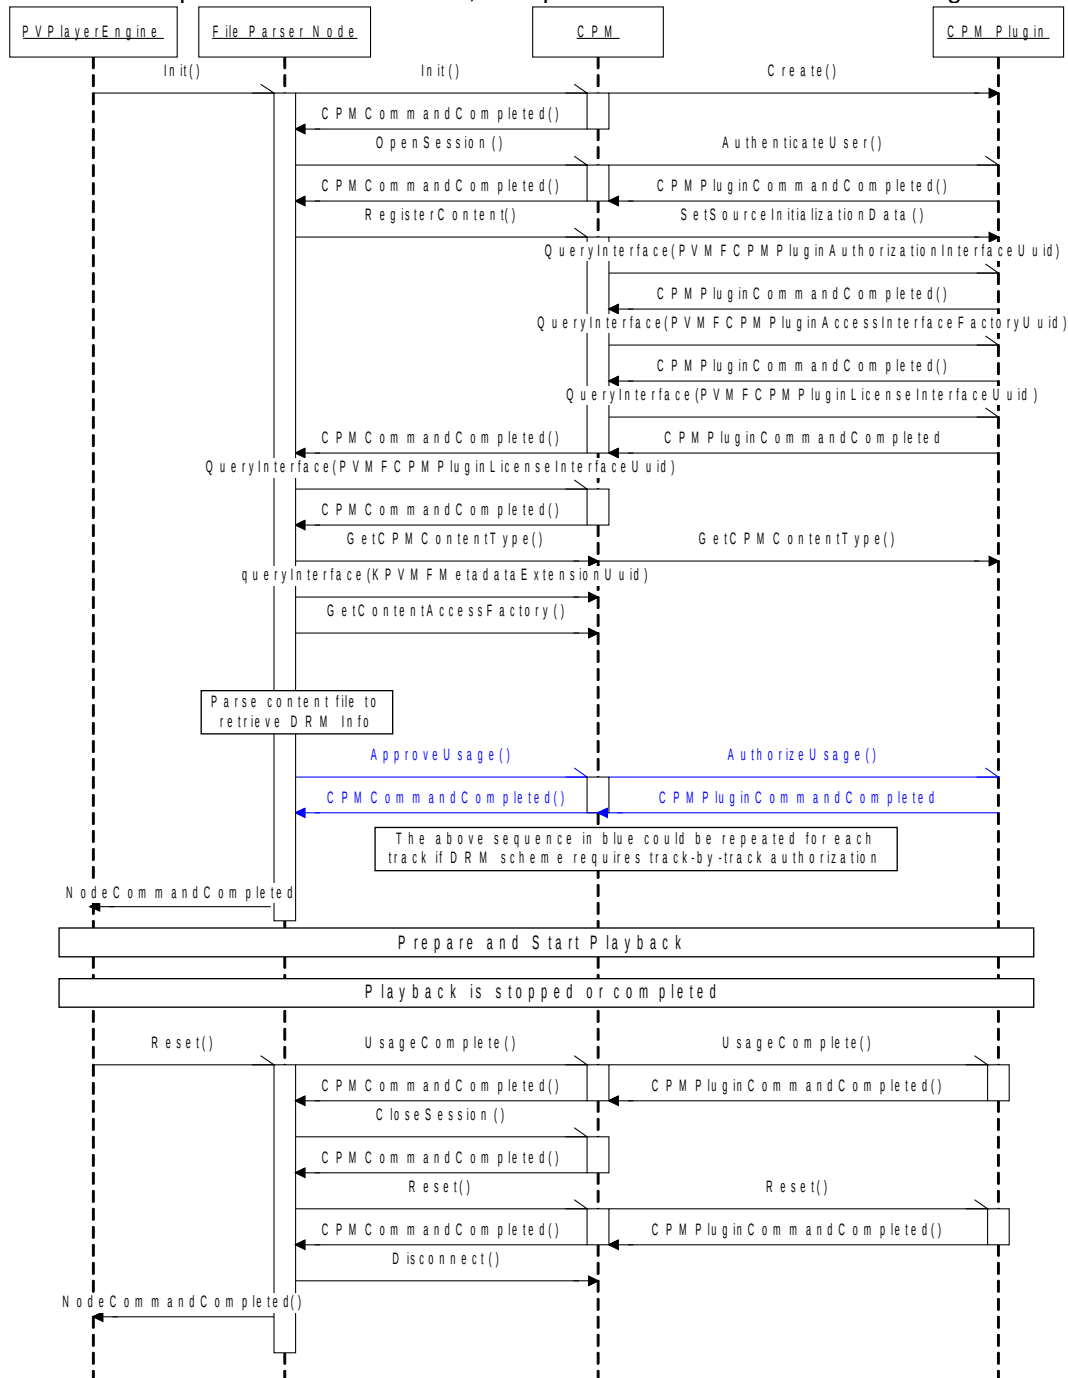 PVPlayerEngine
File Parser Node
CPM
CPM Plugin
Init()
Init()
Create()
CPMCommandCompleted()
OpenSession()
AuthenticateUser()
CPMCommandCompleted()
CPMPluginCommandCompleted()
RegisterContent()
SetSourceInitializationData()
QueryInterface(PVMFCPMPluginAuthorizationInterfaceUuid)
CPMPluginCommandCompleted()
QueryInterface(PVMFCPMPluginAccessInterfaceFactoryUuid)
CPMPluginCommandCompleted()
QueryInterface(PVMFCPMPluginLicenseInterfaceUuid)
CPMCommandCompleted()
CPMPluginCommandCompleted
QueryInterface(PVMFCPMPluginLicenseInterfaceUuid)
CPMCommandCompleted()
GetCPMContentType()
GetCPMContentType()
queryInterface(KPVMFMetadataExtensionUuid)
GetContentAccessFactory()
Parse content file to
retrieve DRM Info
ApproveUsage()
AuthorizeUsage()
CPMCommandCompleted()
CPMPluginCommandCompleted
The above sequence in blue could be repeated for each
track if DRM scheme requires track-by-track authorization
NodeCommandCompleted
Prepare and Start Playback
Playback is stopped or completed
Reset()
UsageComplete()
UsageComplete()
CPMCommandCompleted()
CPMPluginCommandCompleted()
CloseSession()
CPMCommandCompleted()
Reset()
Reset()
CPMCommandCompleted()
CPMPluginCommandCompleted()
Disconnect()
NodeCommandCompleted()